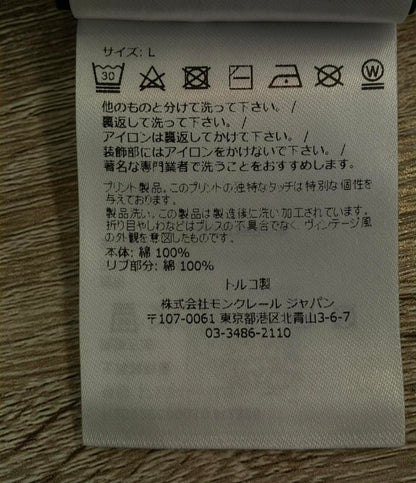 サイズ: L
30
W
他のものと分けて洗って下さい。 /
裏返して洗って下さい。 /
アイロンは裏返してかけて下さい。 /
装飾部にはアイロンをかけないで下さい。 /
著名な専門業者で洗うことをおすすめします。
プリント製品。このプリントの独特なタッチは特別な個性を
与えております。
製品洗い。この製品は製造後に洗い加工されています。
折り目やしわなどはプレスの不具合でなく、ヴィンテージ風
の外観を意図したものです。
本体: 綿 100%
リブ部分: 綿 100%
トルコ製
株式会社モンクレール ジャパン
〒107-0061 東京都港区北青山3-6-7
03-3486-2110